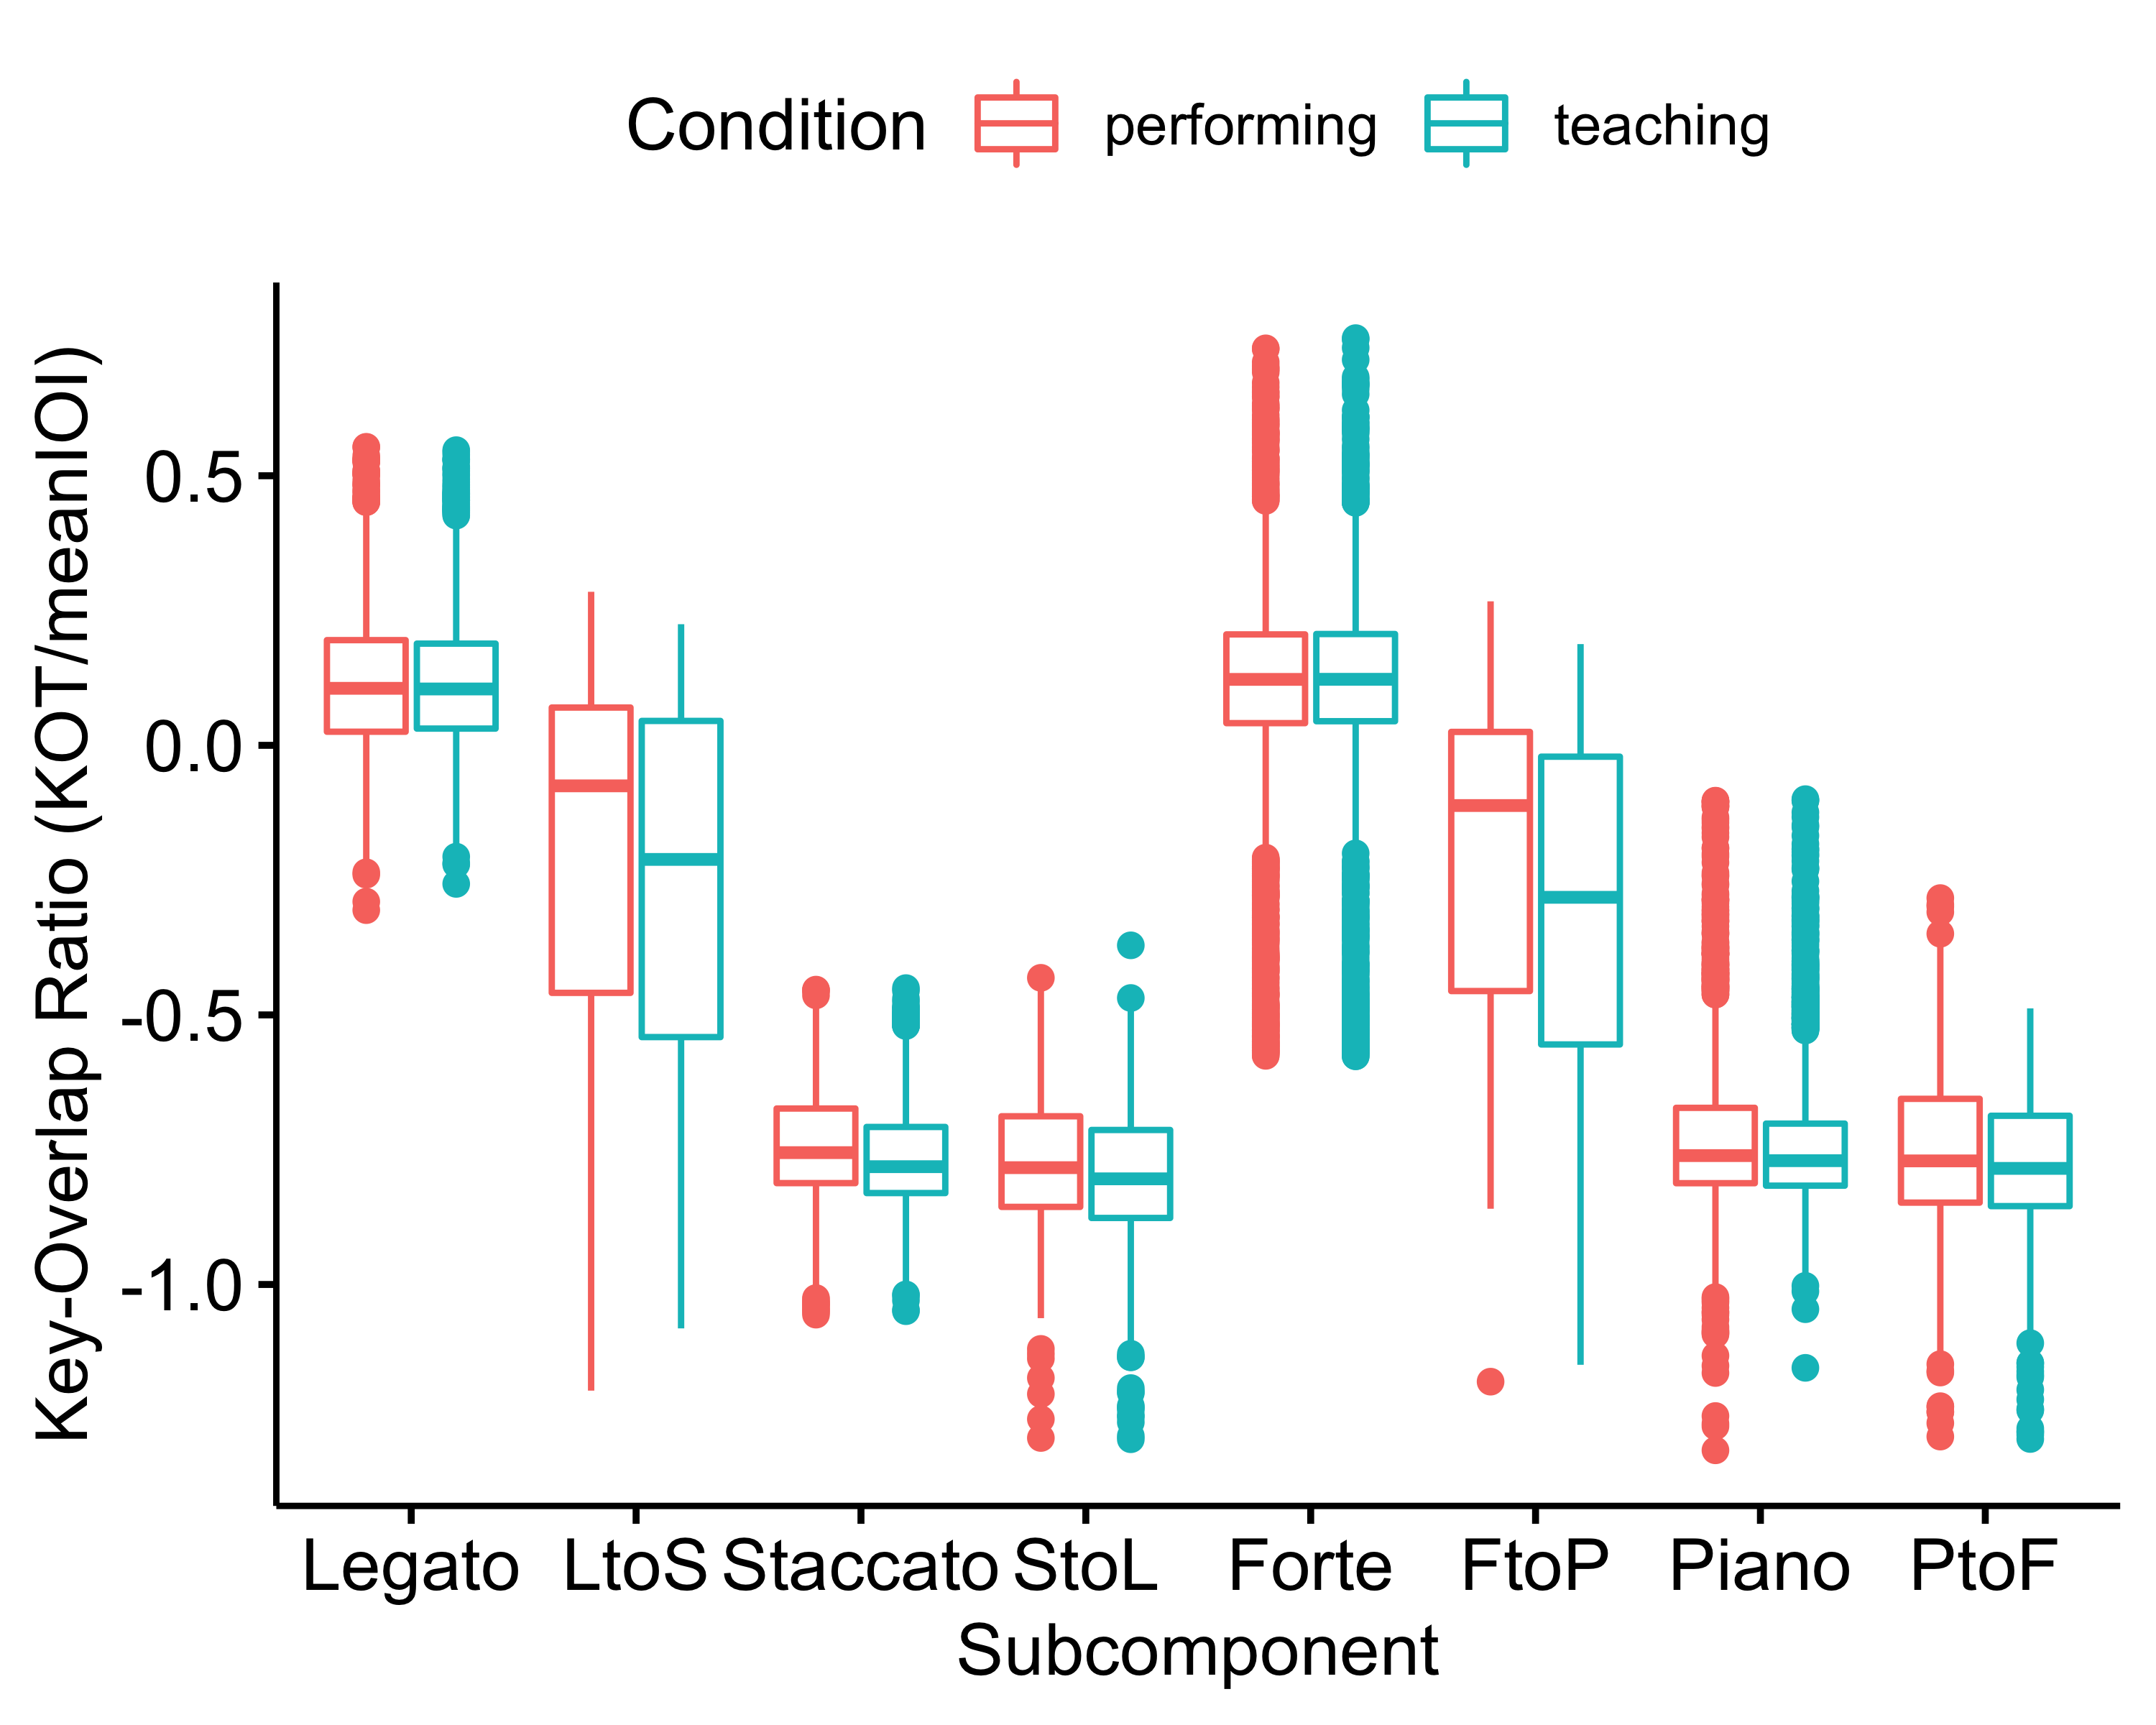 Condition performing teaching
Key-Overlap Ratio (KOT/meanIOI)
0.5
0.0
-0.5
-1.0
Legato LtoS Staccato StoL Forte FtoP Piano PtoF
Subcomponent